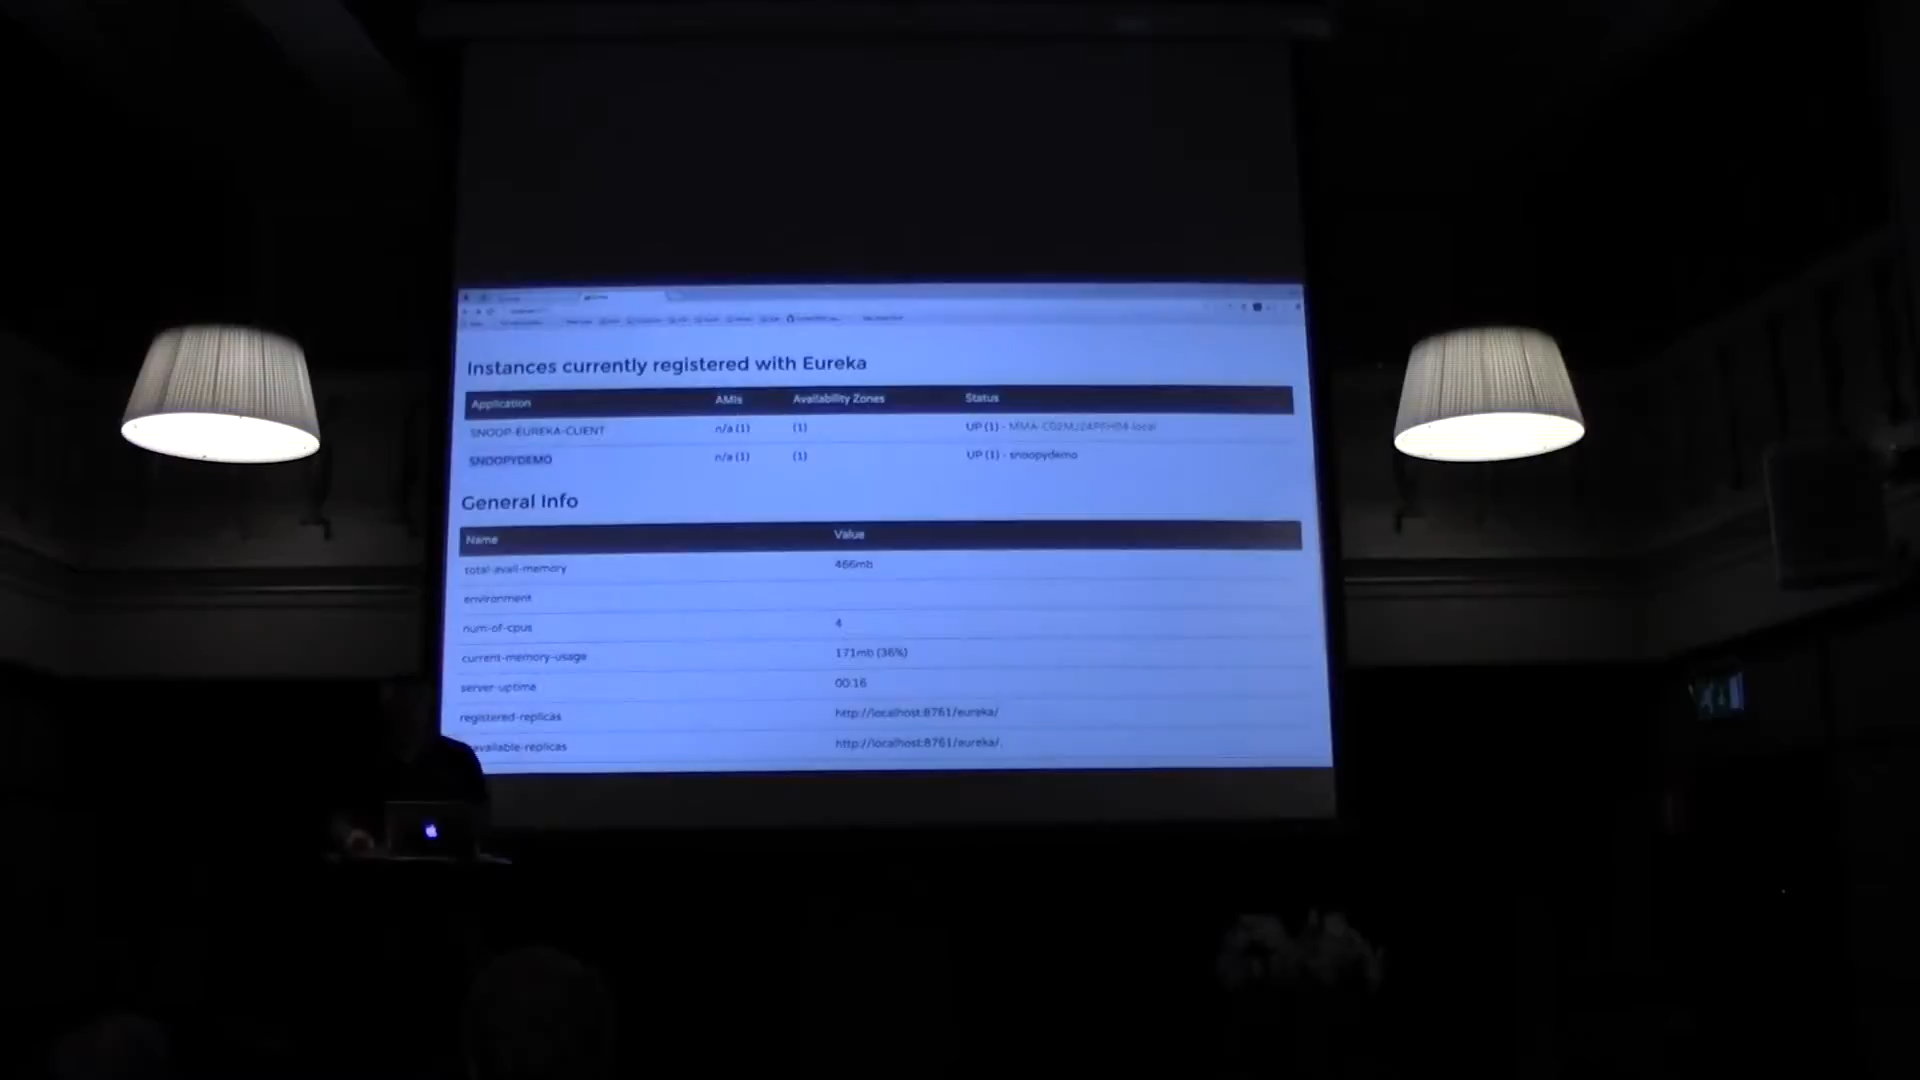 Instances currently registered with Eureka
Application AMIs Availability Zones Status
SNOOP-EUREKA-CLIENT n/a (1) (1) UP (1) -
SNOOPYDEMO n/a (1) (1) UP (1) - snoopydemo
General Info
Name Value
total-avail-memory 466mb
environment
num-of-cpus 4
current-memory-usage 171mb (36%)
server-uptime 00:16
registered-replicas http://localhost:8761/eureka/
available-replicas http://localhost:8761/eureka/,